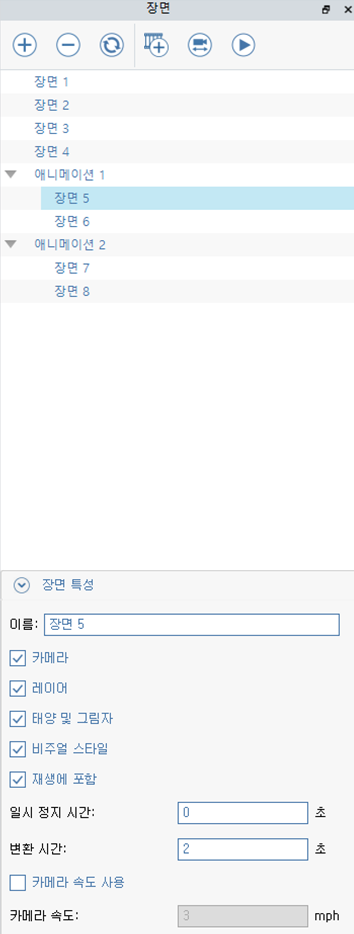 장면
장면 1
장면 2
장면 3
장면 4
애니메이션 1
장면 5
장면 6
애니메이션 2
장면 7
장면 8
장면 특성
이름: 장면 5
카메라
레이어
태양 및 그림자
비주얼 스타일
재생에 포함
일시 정지 시간: 0 초
변환 시간: 2 초
카메라 속도 사용
카메라 속도: 3 mph